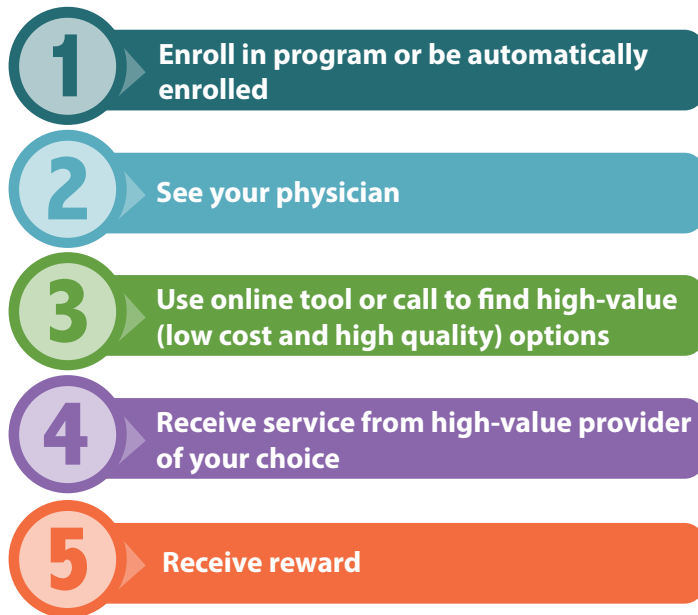 1
Enroll in program or be automatically
enrolled
2
See your physician
3
Use online tool or call to find high-value
(low cost and high quality) options
4
Receive service from high-value provider
of your choice
5
Receive reward